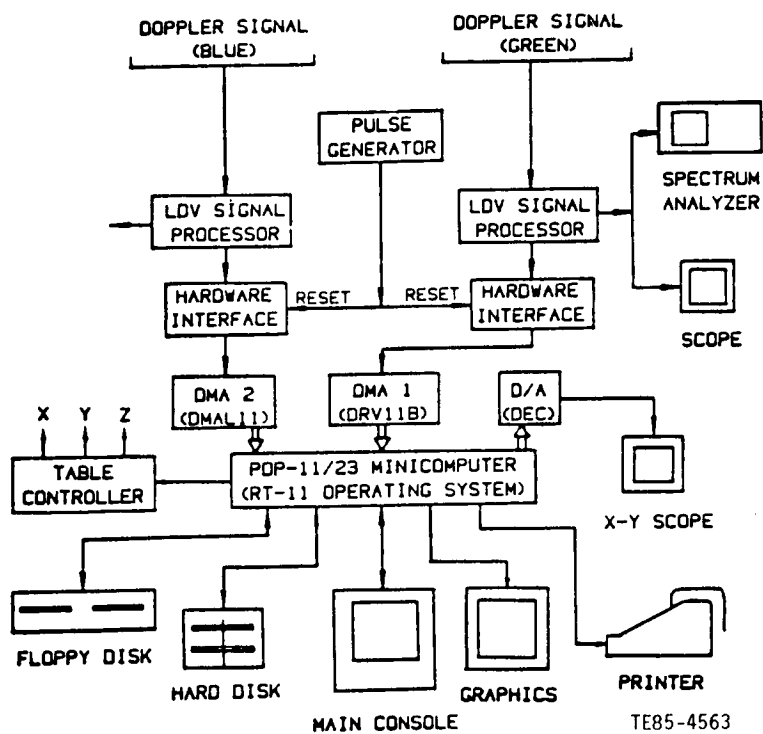 DOPPLER SIGNAL
(BLUE)
DOPPLER SIGNAL
(GREEN)
PULSE
GENERATOR
SPECTRUM
ANALYZER
LDV SIGNAL
PROCESSOR
LDV SIGNAL
PROCESSOR
HARDWARE
INTERFACE
RESET
RESET
HARDWARE
INTERFACE
SCOPE
DMA 2
(DMAL11)
DMA 1
(DRV11B)
D/A
(DEC)
X Y Z
TABLE
CONTROLLER
PDP-11/23 MINICOMPUTER
(RT-11 OPERATING SYSTEM)
X-Y SCOPE
FLOPPY DISK
HARD DISK
MAIN CONSOLE
GRAPHICS
PRINTER
TE85-4563